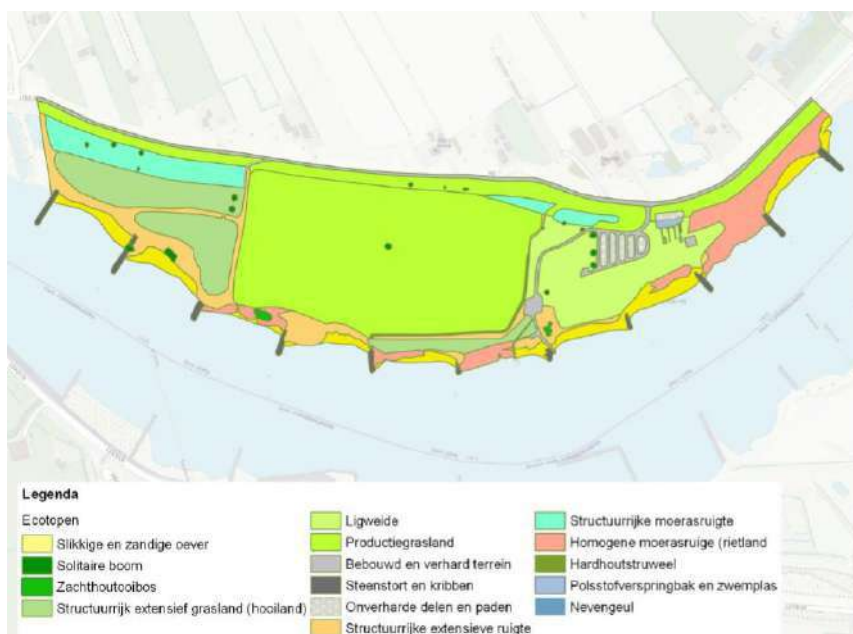 Legenda
Ecotopen
Slikkige en zandige oever
Solitaire boom
Zachthoutooibos
Structuurrijk extensief grasland (hooiland)
Ligweide
Productiegrasland
Bebouwd en verhard terrein
Steenstort en kribben
Onverharde delen en paden
Structuurrijke extensieve ruigte
Structuurrijke moerasruigte
Homogene moerasruige (rietland
Hardhoutstruweel
Polsstofverspringbak en zwemplas
Nevengeul